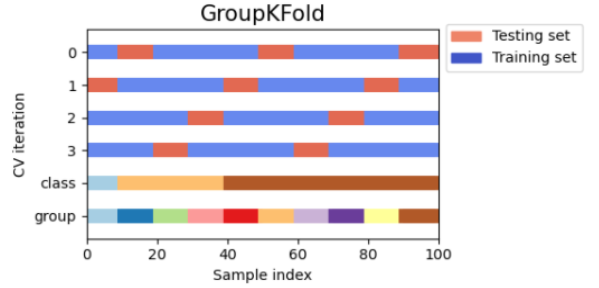 GroupKFold
Testing set
Training set
CV iteration
0
1
2
3
class
group
0 20 40 60 80 100
Sample index